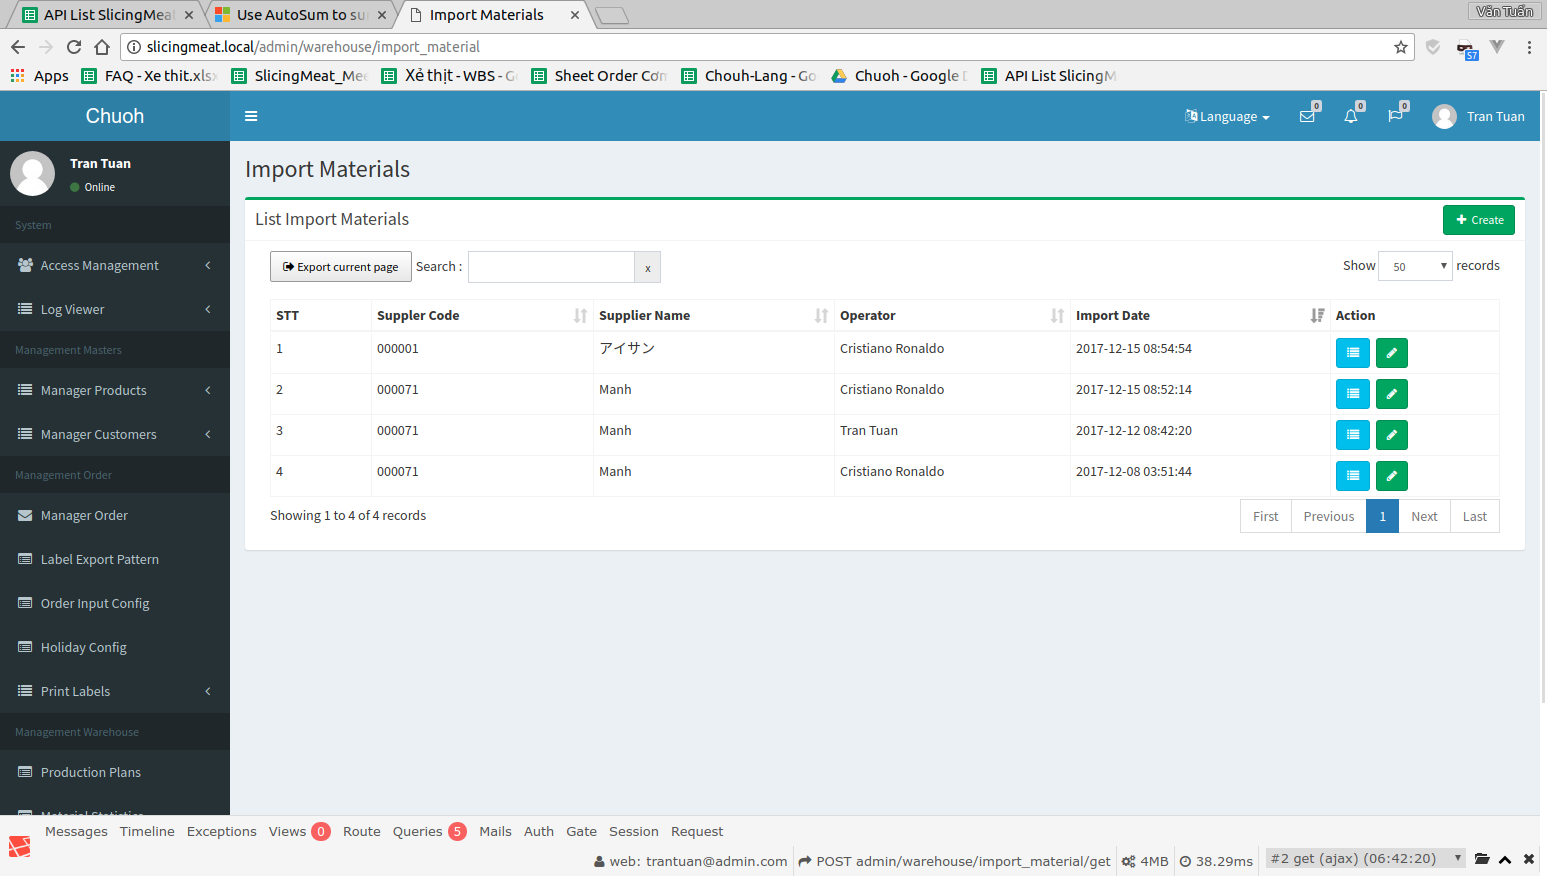 API List SlicingMeat
Use AutoSum to su
Import Materials
Văn Tuấn
slicingmeat.local/admin/warehouse/import_material
57
Apps
FAQ - Xe thit.xls
SlicingMeat_Me
Xẻ thịt - WBS - G
Sheet Order Cơm
Chouh-Lang - Go
Chuoh - Google D
API List SlicingM
Chuoh
Language
0
0
0
Tran Tuan
Tran Tuan
Online
System
Access Management
Log Viewer
Management Masters
Manager Products
Manager Customers
Management Order
Manager Order
Label Export Pattern
Order Input Config
Holiday Config
Print Labels
Management Warehouse
Production Plans
Material Statistics
Import Materials
List Import Materials
Create
Export current page
Search :
x
Show 50 records
STT Suppler Code Supplier Name Operator Import Date Action
1 000001 アイサン Cristiano Ronaldo 2017-12-15 08:54:54
2 000071 Manh Cristiano Ronaldo 2017-12-15 08:52:14
3 000071 Manh Tran Tuan 2017-12-12 08:42:20
4 000071 Manh Cristiano Ronaldo 2017-12-08 03:51:44
Showing 1 to 4 of 4 records
First Previous 1 Next Last
Messages Timeline Exceptions Views 0 Route Queries 5 Mails Auth Gate Session Request
web: trantuan@admin.com POST admin/warehouse/import_material/get 4MB 38.29ms #2 get (ajax) (06:42:20)